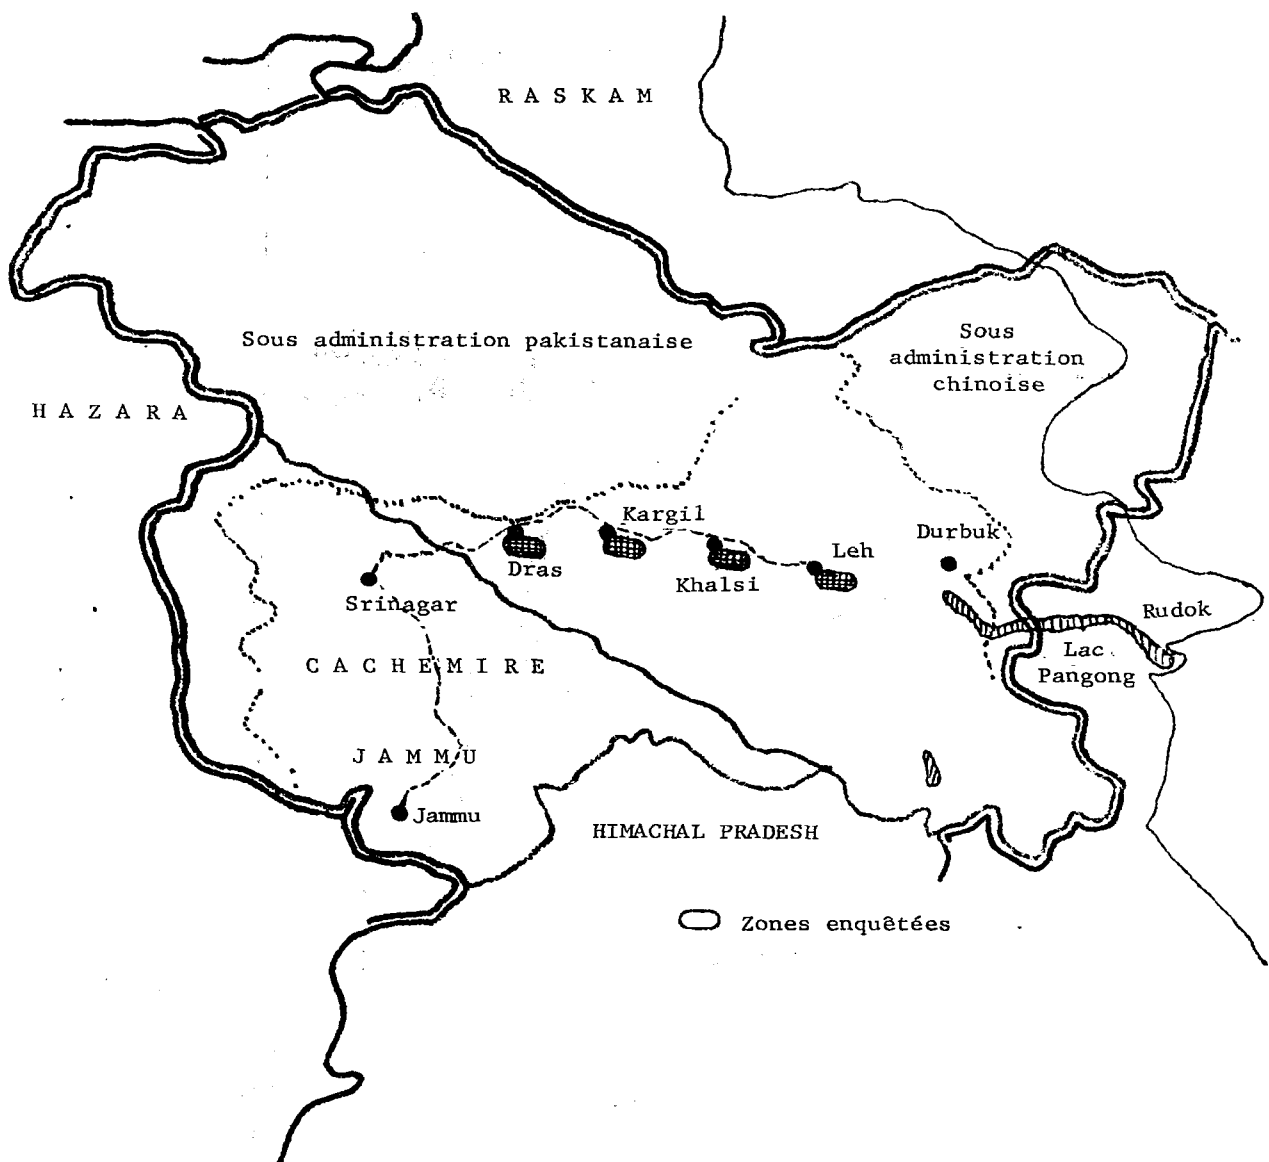 R A S K A M
Sous administration pakistanaise
Sous
administration
chinoise
H A Z A R A
Kargil
Durbuk
Leh
Dras
Khalsi
Srinagar
Rudok
Lac
Pangong
C A C H E M I R E
J A M M U
Jammu
HIMACHAL PRADESH
Zones enquêtées